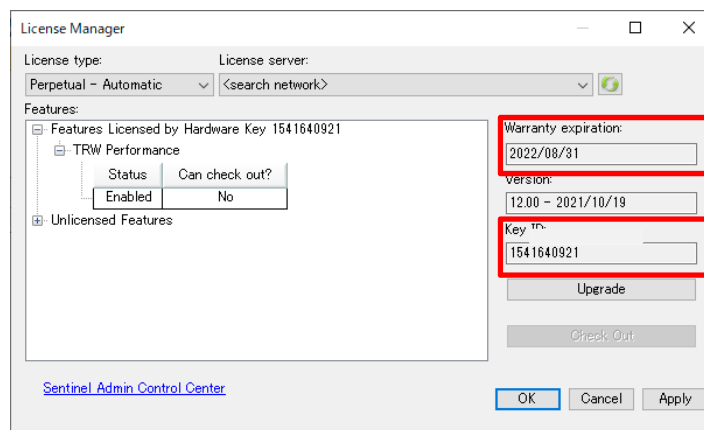 License Manager
License type:
License server:
Perpetual - Automatic
<search network>
Features:
Features Licensed by Hardware Key 1541640921
TRW Performance
Status Can check out?
Enabled No
Unlicensed Features
Warranty expiration:
2022/08/31
Version:
12.00 - 2021/10/19
Key ID:
1541640921
Upgrade
Check Out
Sentinel Admin Control Center
OK Cancel Apply